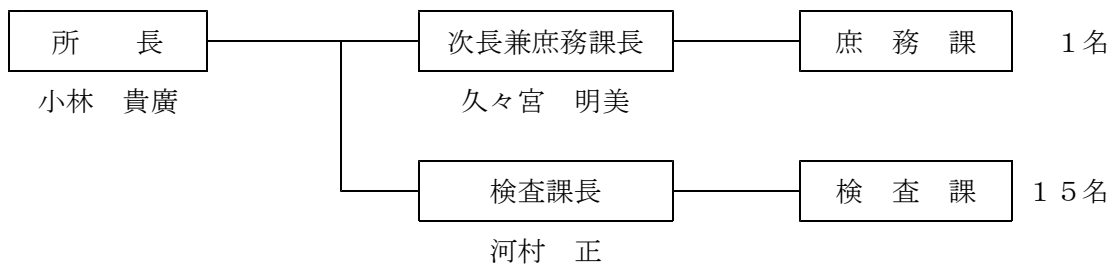 所　　長　次長兼庶務課長　庶　務　課　１名
小林　貴廣　久々宮　明美
検査課長　検　査　課　１５名
河村　正